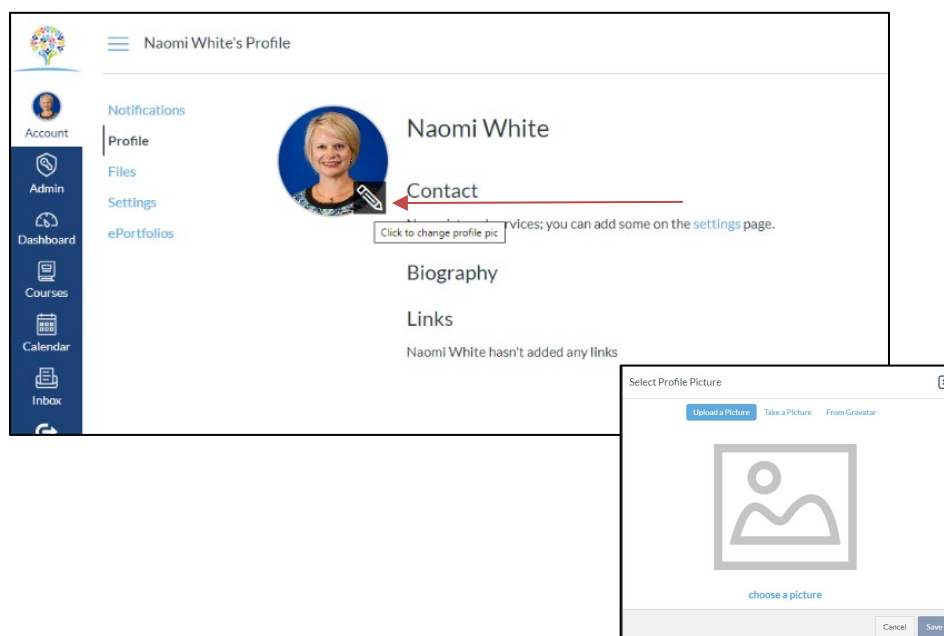 Naomi White's Profile
Account
Admin
Dashboard
Courses
Calendar
Inbox
Notifications
Profile
Files
Settings
ePortfolios
Naomi White
Contact
services; you can add some on the settings page.
Click to change profile pic
Biography
Links
Naomi White hasn't added any links
Select Profile Picture
Upload a Picture Take a Picture From Gravatar
choose a picture
Cancel Save